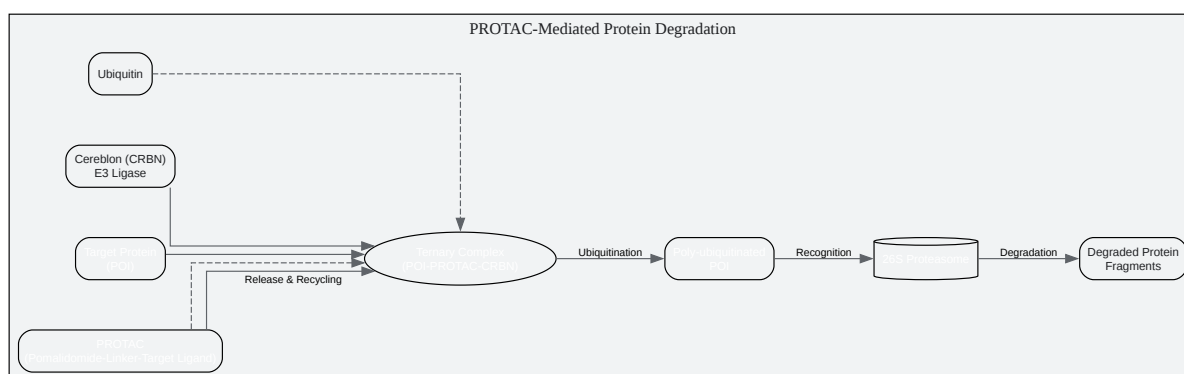 PROTAC-Mediated Protein Degradation
Ubiquitin
Cereblon (CRBN)
E3 Ligase
Target Protein
(POI)
Ternary Complex
(POI-PROTAC-CRBN)
Ubiquitination
Poly-ubiquitinated
POI
Recognition
26S Proteasome
Degradation
Degraded Protein
Fragments
Release & Recycling
PROTAC
(Pomalidomide-Linker-Target Ligand)